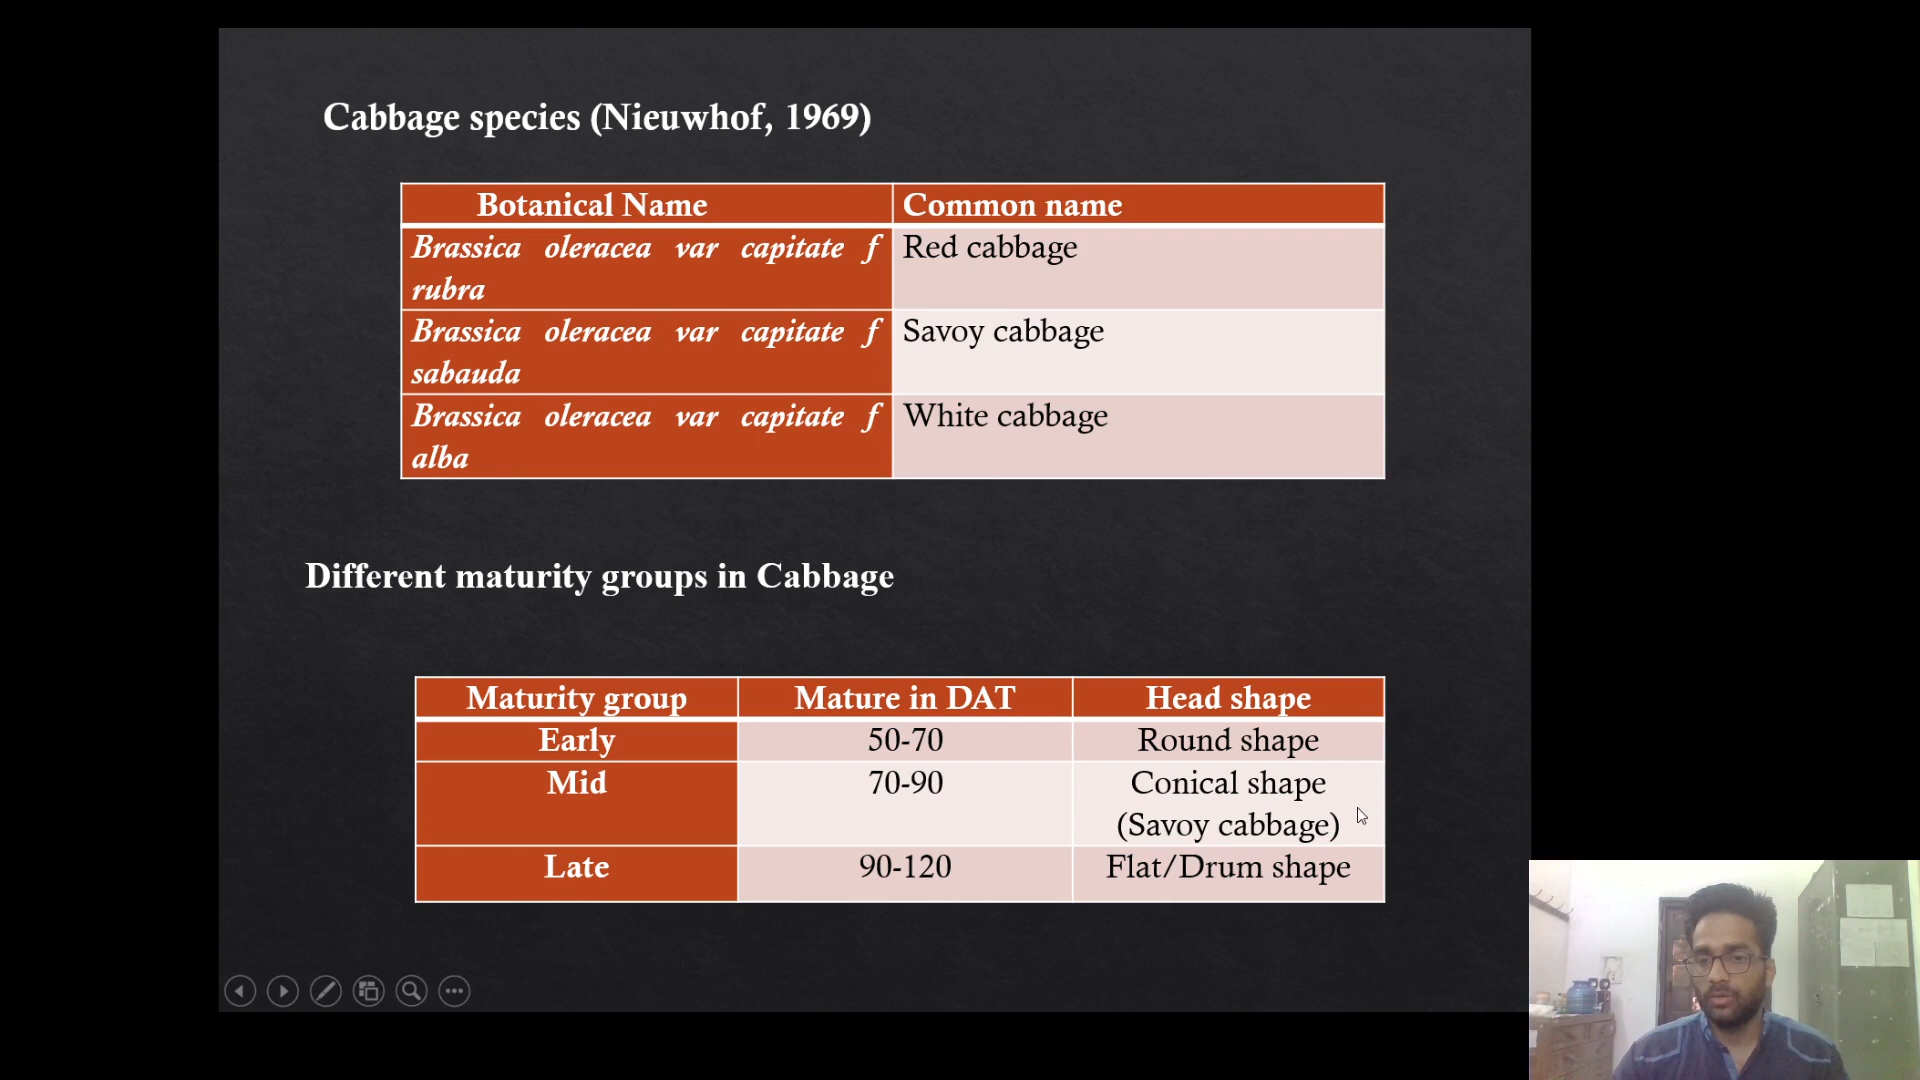 Cabbage species (Nieuwhof, 1969)
Botanical Name
Common name
Brassica oleracea var capitate f
rubra
Red cabbage
Brassica oleracea var capitate f
sabauda
Savoy cabbage
Brassica oleracea var capitate f
alba
White cabbage
Different maturity groups in Cabbage
Maturity group
Mature in DAT
Head shape
Early
50-70
Round shape
Mid
70-90
Conical shape
(Savoy cabbage)
Late
90-120
Flat/Drum shape